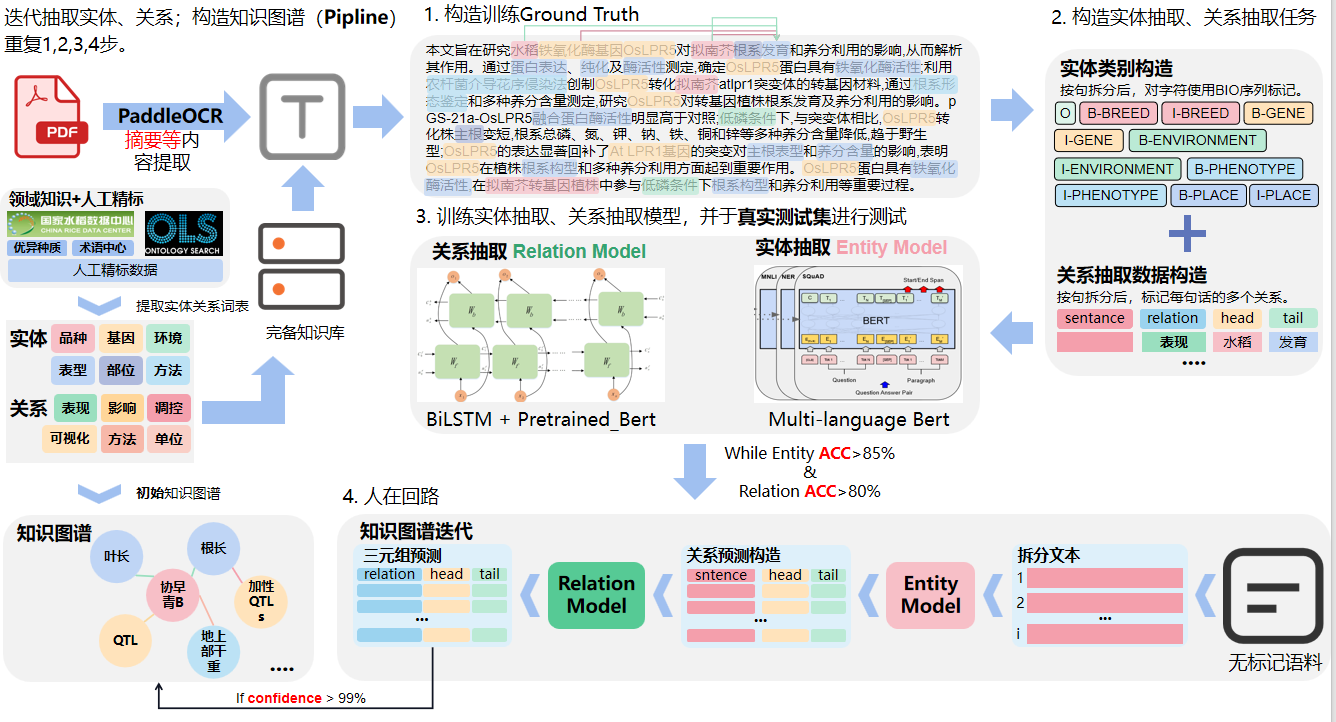 迭代抽取实体、关系；构造知识图谱（Pipline）
重复1,2,3,4步。
PDF
PaddleOCR
摘要等内
容提取
T
领域知识+人工精标
国家水稻数据中心
CHINA RICE DATA CENTER
优异种质 术语中心
OLS
ONTOLOGY SEARCH
人工精标数据
提取实体关系词表
实体 品种 基因 环境
表型 部位 方法
关系 表现 影响 调控
可视化 方法 单位
完备知识库
初始知识图谱
知识图谱
叶长
根长
协早
青B
加性
QTL
s
QTL
地上
部干
重
....
1. 构造训练Ground Truth
本文旨在研究水稻铁氧化酶基因OsLPR5对拟南芥根系发育和养分利用的影响,从而解析
其作用。通过蛋白表达、纯化及酶活性测定,确定OsLPR5蛋白具有铁氧化酶活性;利用
农杆菌介导花序侵染法创制OsLPR5转化拟南芥atlpr1突变体的转基因材料,通过根系形
态鉴定和多种养分含量测定,研究OsLPR5对转基因植株根系发育及养分利用的影响。p
GS-21a-OsLPR5融合蛋白酶活性明显高于对照;低磷条件下,与突变体相比,OsLPR5转
化株主根变短,根系总磷、氮、钾、钠、铁、铜和锌等多种养分含量降低,趋于野生
型;OsLPR5的表达显著回补了At LPR1基因的突变对主根表型和养分含量的影响,表明
OsLPR5在植株根系构型和多种养分利用方面起到重要作用。OsLPR5蛋白具有铁氧化
酶活性,在拟南芥转基因植株中参与低磷条件下根系构型和养分利用等重要过程。
2. 构造实体抽取、关系抽取任务
实体类别构造
按句拆分后，对字符使用BIO序列标记。
O B-BREED I-BREED B-GENE
I-GENE B-ENVIRONMENT
I-ENVIRONMENT B-PHENOTYPE
I-PHENOTYPE B-PLACE I-PLACE
关系抽取数据构造
按句拆分后，标记每句话的多个关系。
sentance relation head tail
表现 水稻 发育
....
3. 训练实体抽取、关系抽取模型，并于真实测试集进行测试
关系抽取 Relation Model
BiLSTM + Pretrained_Bert
实体抽取 Entity Model
MNLI NER SQuAD
Start/End Span
BERT
Question Paragraph
Question Answer Pair
Multi-language Bert
While Entity ACC>85%
&
Relation ACC>80%
4. 人在回路
知识图谱迭代
三元组预测
relation head tail
...
Relation
Model
关系预测构造
sntence head tail
...
Entity
Model
拆分文本
1
2
...
i
无标记语料
If confidence > 99%